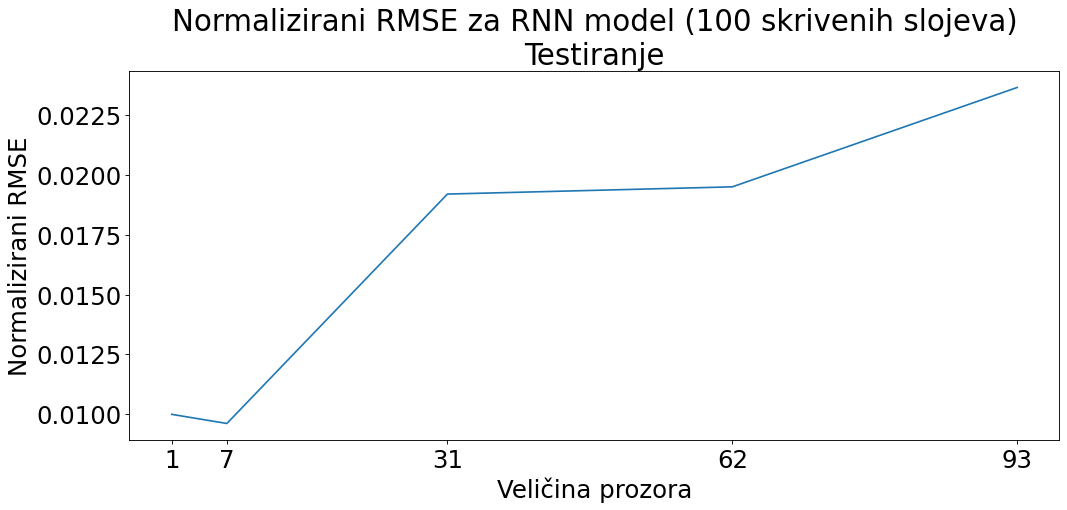 Normalizirani RMSE za RNN model (100 skrivenih slojeva)
Testiranje
Normalizirani RMSE
0.0225
0.0200
0.0175
0.0150
0.0125
0.0100
1 7 31 62 93
Veličina prozora